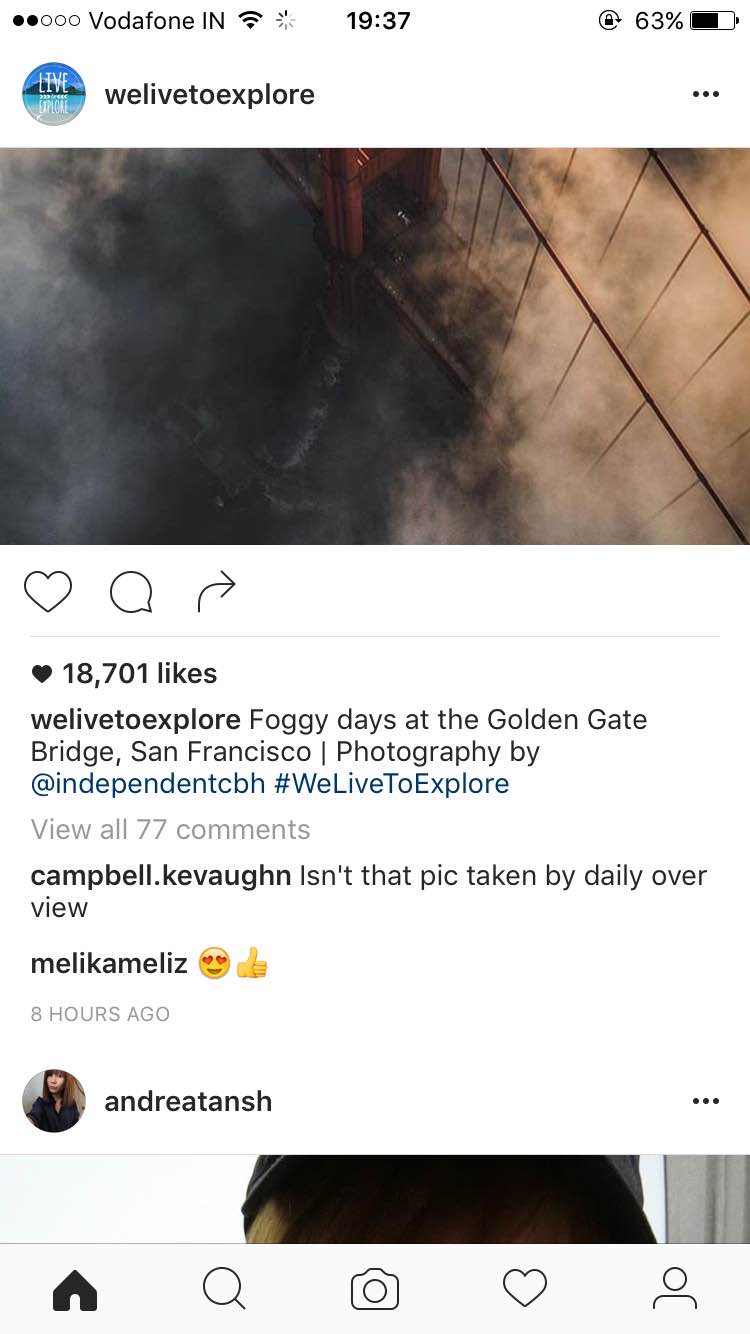 Vodafone IN 19:37 63%
LIVE
EXPLORE
welivetoexplore
18,701 likes
welivetoexplore Foggy days at the Golden Gate
Bridge, San Francisco | Photography by
@independentcbh #WeLiveToExplore
View all 77 comments
campbell.kevaughn Isn't that pic taken by daily over
view
melikameliz 😍👍
8 HOURS AGO
andreatansh